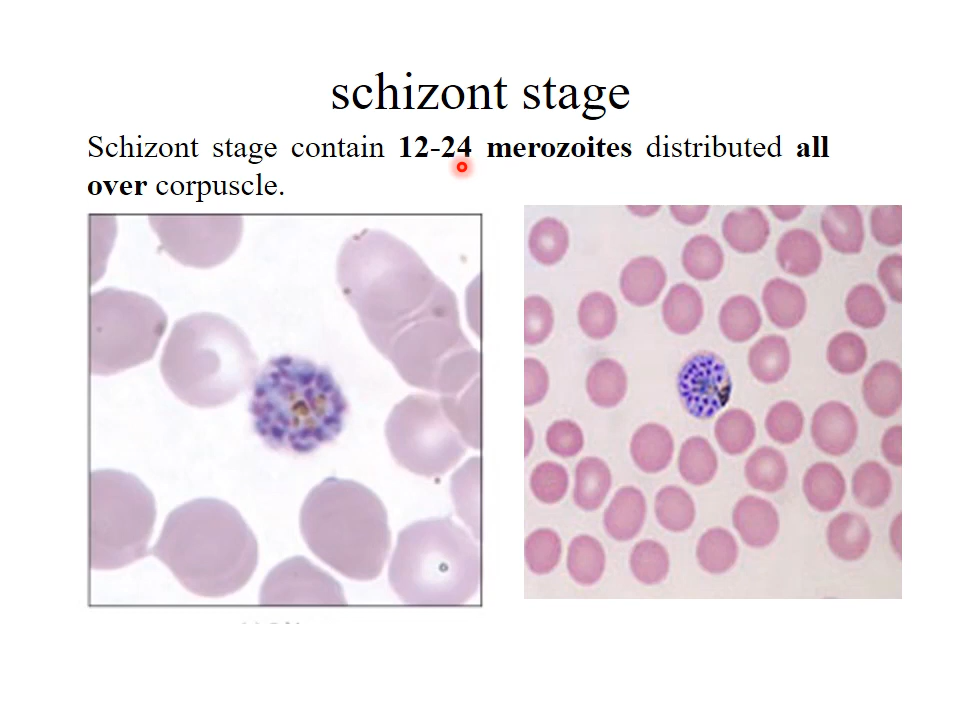 schizont stage
Schizont stage contain 12-24 merozoites distributed all
over corpuscle.